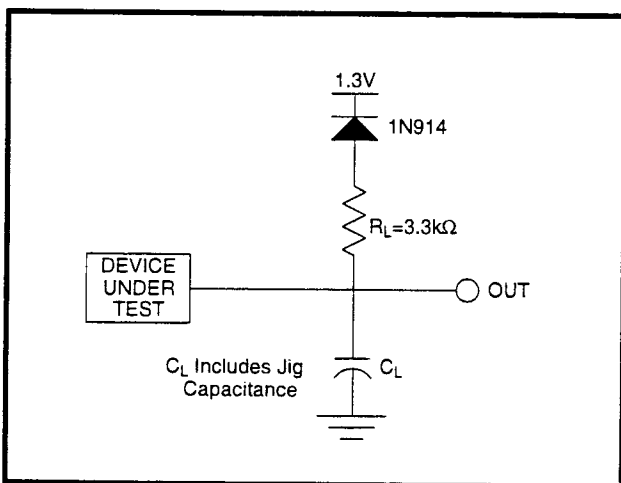 1.3V
1N914
R_L=3.3kΩ
DEVICE
UNDER
TEST
OUT
C_L Includes Jig
Capacitance
C_L